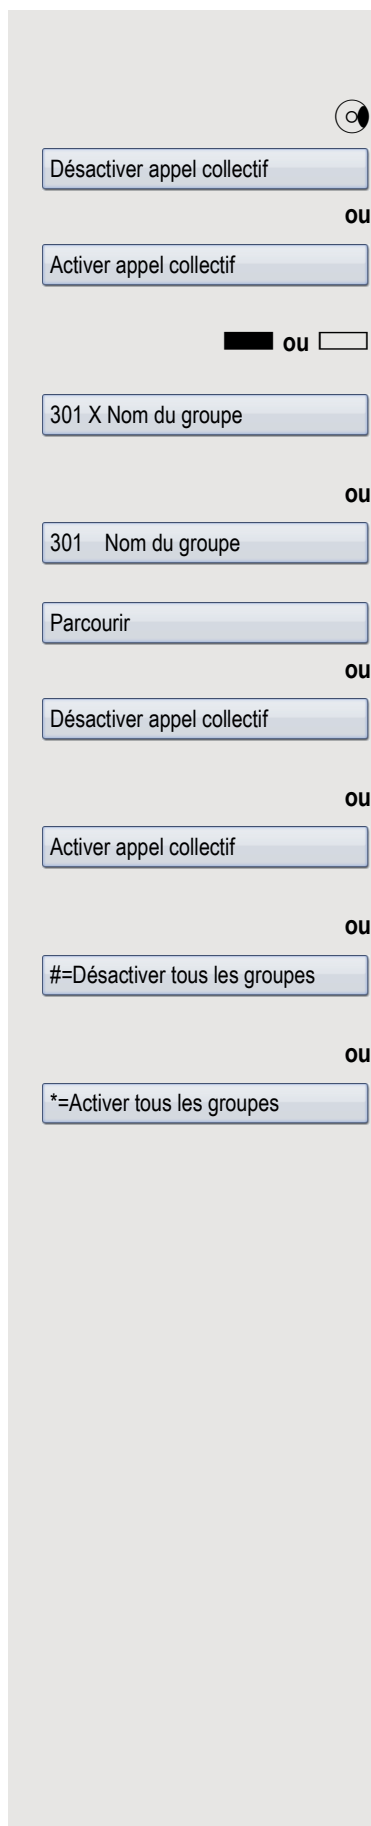 Désactiver appel collectif
ou
Activer appel collectif
ou
301 X Nom du groupe
ou
301 Nom du groupe
Parcourir
ou
Désactiver appel collectif
ou
Activer appel collectif
ou
#=Désactiver tous les groupes
ou
*=Activer tous les groupes